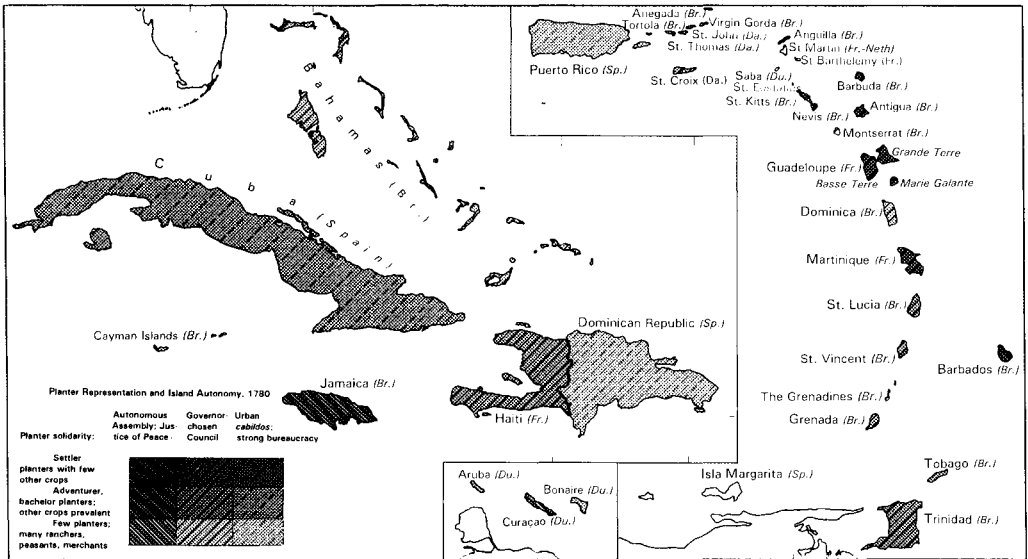 Anegada (Br.)
Tortola (Br.)
Virgin Gorda (Br.)
St. John (Da.)
Anguilla (Br.)
St. Thomas (Da.)
St Martin (Fr.-Neth)
St Barthelemy (Fr.)
Puerto Rico (Sp.)
St. Croix (Da.)
Saba (Du.)
St. Eustatius
Barbuda (Br.)
St. Kitts (Br.)
Nevis (Br.)
Antigua (Br.)
Montserrat (Br.)
Bahamas (Br.)
Grande Terre
Guadeloupe (Fr.)
Basse Terre
Marie Galante
Cuba (Spain)
Dominica (Br.)
Martinique (Fr.)
St. Lucia (Br.)
Cayman Islands (Br.)
Dominican Republic (Sp.)
St. Vincent (Br.)
Barbados (Br.)
Jamaica (Br.)
The Grenadines (Br.)
Haiti (Fr.)
Grenada (Br.)
Planter Representation and Island Autonomy, 1780
Autonomous Governor- Urban
Assembly: Jus- chosen cabildos;
Planter solidarity: tice of Peace Council strong bureaucracy
Settler
planters with few
other crops
Adventurer,
bachelor planters;
other crops prevalent
Few planters;
many ranchers,
peasants, merchants
Aruba (Du.)
Bonaire (Du.)
Curaçao (Du.)
Isla Margarita (Sp.)
Tobago (Br.)
Trinidad (Br.)